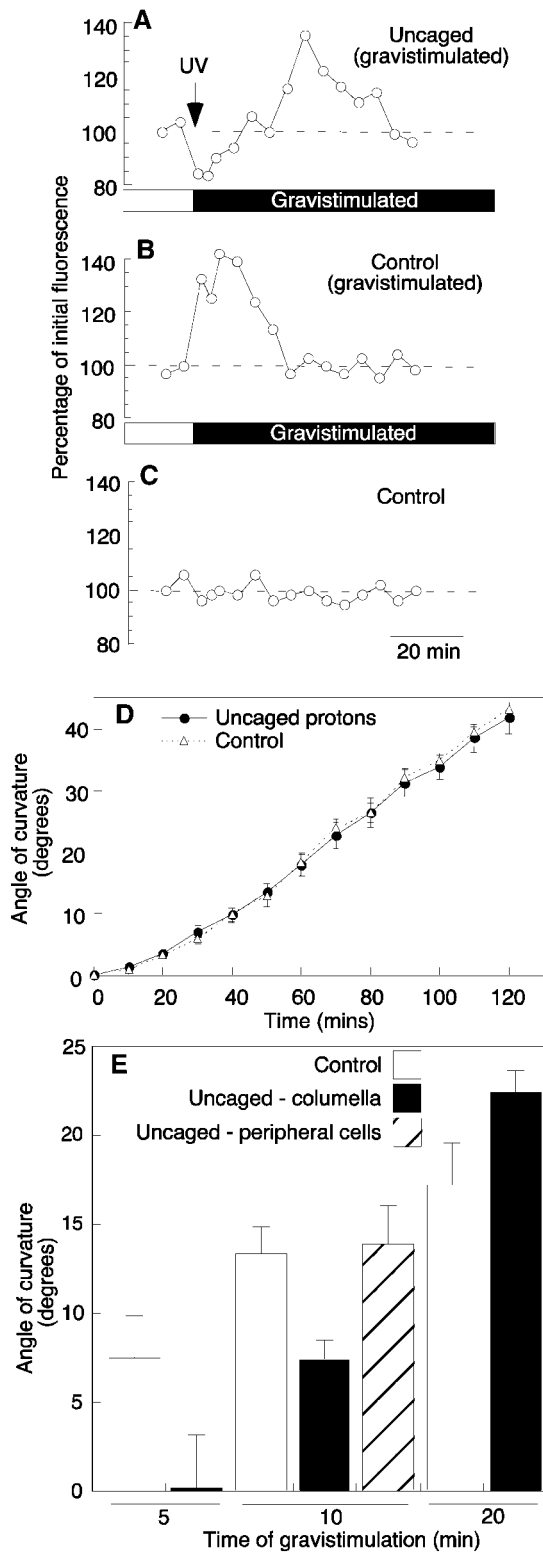 A
Uncaged
(gravistimulated)
UV
140
120
100
80
Gravistimulated
Percentage of initial fluorescence
B
Control
(gravistimulated)
140
120
100
80
Gravistimulated
C
Control
140
120
100
80
20 min
D
Uncaged protons
Control
Angle of curvature
(degrees)
40
30
20
10
0
0 20 40 60 80 100 120
Time (mins)
E
Control
Uncaged - columella
Uncaged - peripheral cells
Angle of curvature
(degrees)
25
20
15
10
5
0
5 10 20
Time of gravistimulation (min)